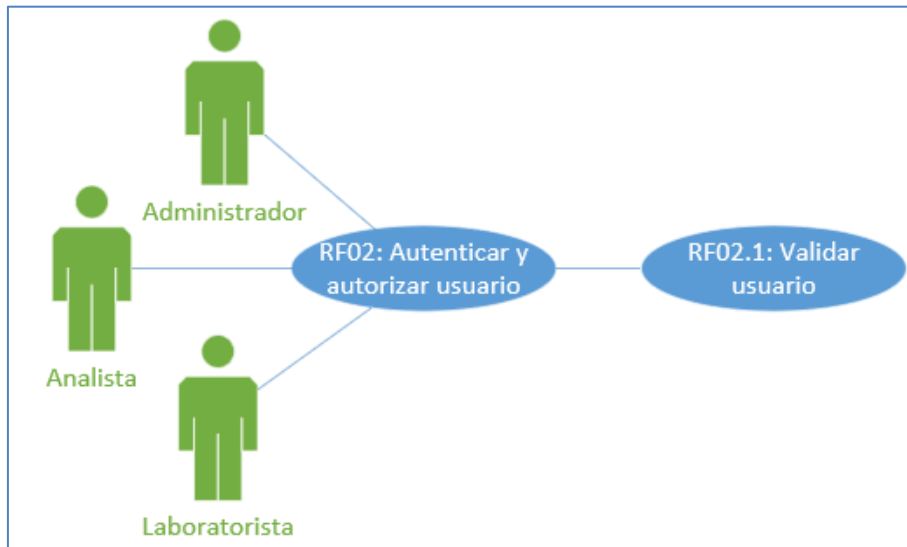 Administrador
RF02: Autenticar y
autorizar usuario
RF02.1: Validar
usuario
Analista
Laboratorista